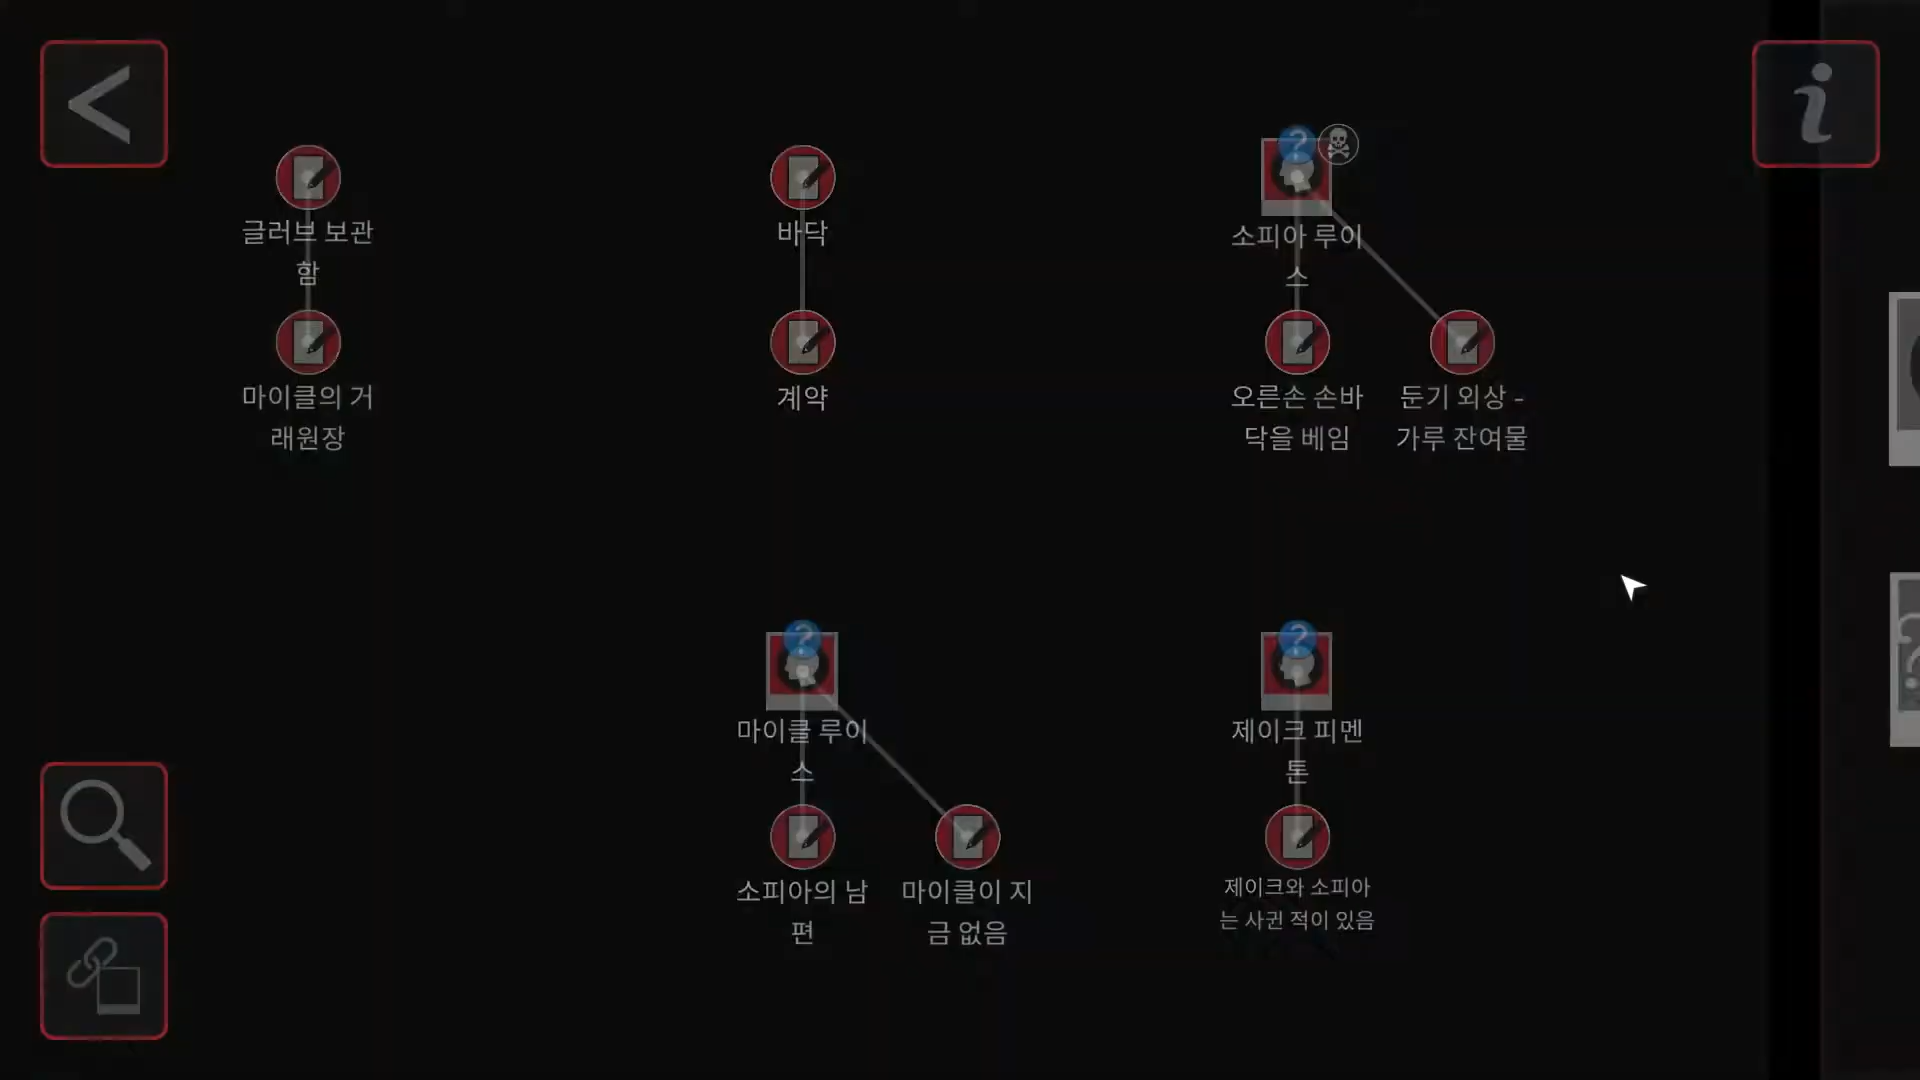 글러브 보관
함
마이클의 거
래원장
바닥
계약
소피아 루이
스
오른손 손바
닥을 베임
둔기 외상 -
가루 잔여물
마이클 루이
스
소피아의 남
편
마이클이 지
금 없음
제이크 피멘
톤
제이크와 소피아
는 사귄 적이 있음